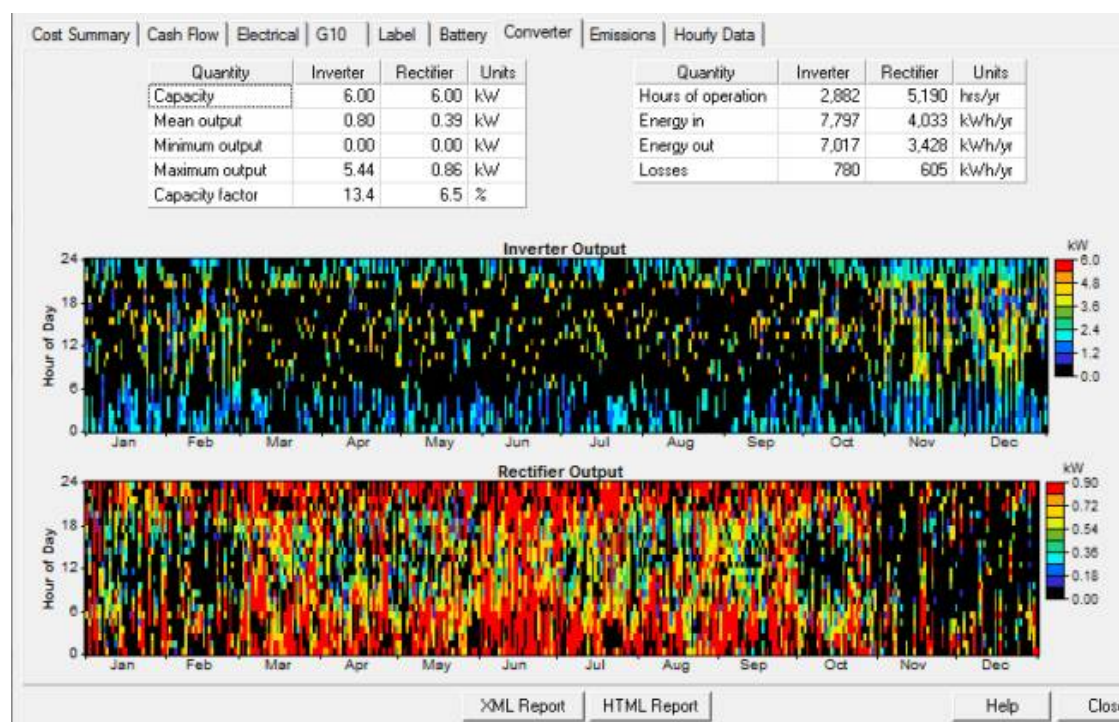 Cost Summary Cash Flow Electrical G10 Label Battery Converter Emissions Hourly Data
Quantity Inverter Rectifier Units
Capacity 6.00 6.00 kW
Mean output 0.80 0.39 kW
Minimum output 0.00 0.00 kW
Maximum output 5.44 0.86 kW
Capacity factor 13.4 6.5 %
Quantity Inverter Rectifier Units
Hours of operation 2,882 5,190 hrs/yr
Energy in 7,797 4,033 kWh/yr
Energy out 7,017 3,428 kWh/yr
Losses 780 605 kWh/yr
Inverter Output
kW
24
18
12
6
0
Hour of Day
Jan Feb Mar Apr May Jun Jul Aug Sep Oct Nov Dec
6.0
4.8
3.6
2.4
1.2
0.0
Rectifier Output
kW
24
18
12
6
0
Hour of Day
Jan Feb Mar Apr May Jun Jul Aug Sep Oct Nov Dec
0.90
0.72
0.54
0.36
0.18
0.00
XML Report HTML Report Help Clos